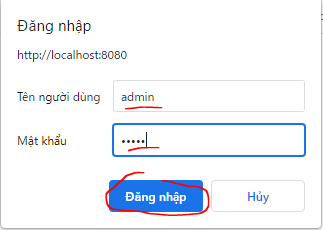 Đăng nhập
http://localhost:8080
Tên người dùng
admin
Mật khẩu
•••••
Đăng nhập
Hủy